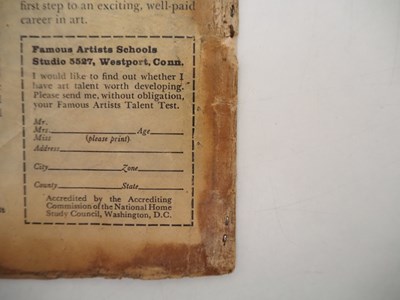 first step to an exciting, well-paid
career in art.
Famous Artists Schools
Studio 5527, Westport, Conn.
I would like to find out whether I
have art talent worth developing.
Please send me, without obligation,
your Famous Artists Talent Test.
Mr.
Mrs. Age
Miss (please print)
Address
City Zone
County State
Accredited by the Accrediting
Commission of the National Home
Study Council, Washington, D.C.